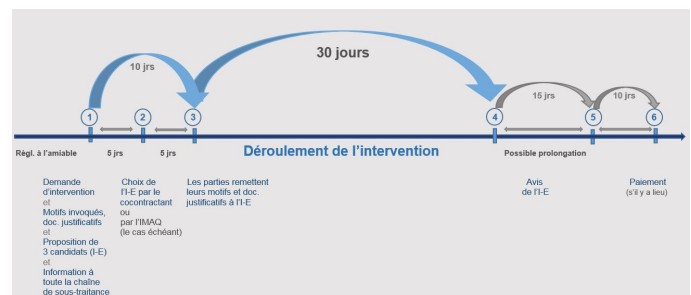 30 jours
10 jrs
15 jrs
10 jrs
1
2
3
4
5
6
Règl. à l'amiable
5 jrs
5 jrs
Déroulement de l'intervention
Possible prolongation
Demande
d'intervention
et
Motifs invoqués,
doc. justificatifs
et
Proposition de
3 candidats (I-E)
et
Information à
toute la chaîne
de sous-traitance
Choix de
l'I-E par le
cocontractant
ou
par l'IMAQ
(le cas échéant)
Les parties remettent
leurs motifs et doc.
justificatifs à l'I-E
Avis
de l'I-E
Paiement
(s'il y a lieu)